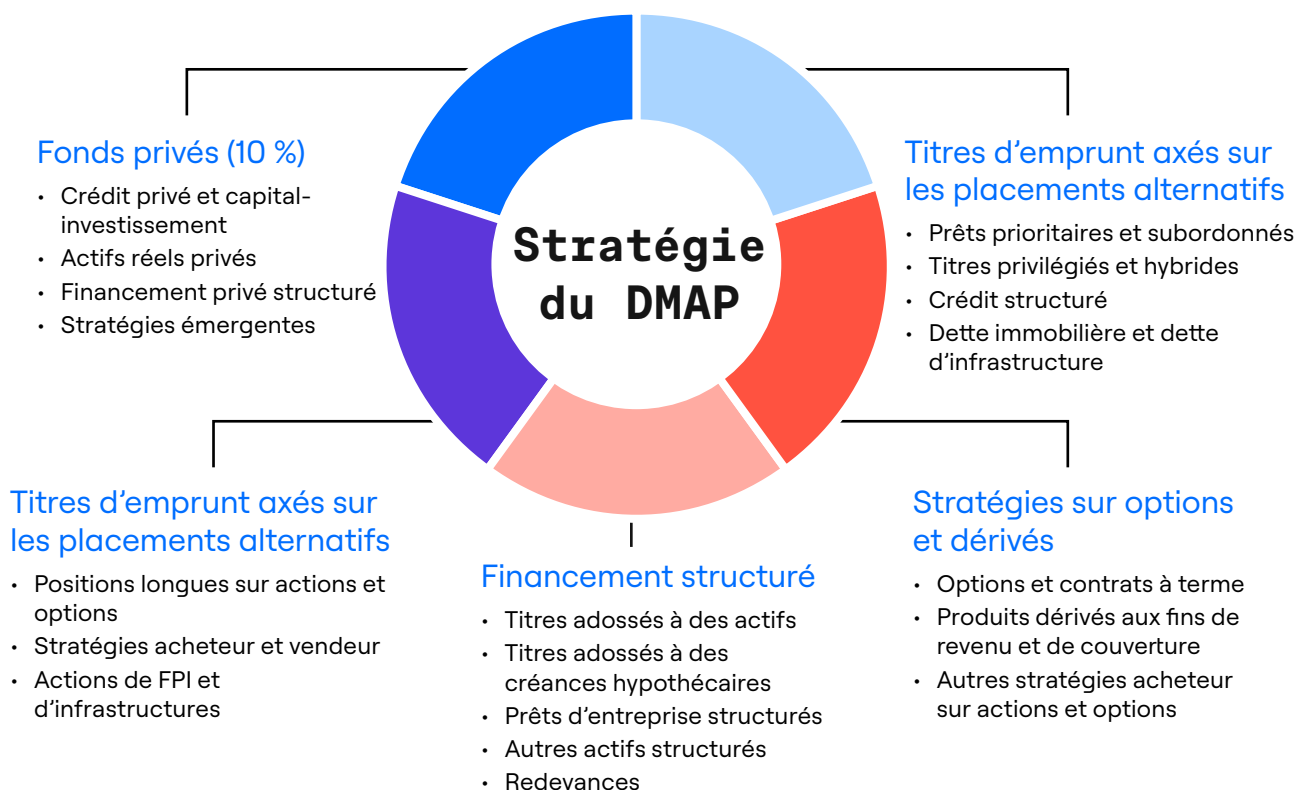 Fonds privés (10 %)
• Crédit privé et capital-
investissement
• Actifs réels privés
• Financement privé structuré
• Stratégies émergentes
Stratégie
du DMAP
Titres d’emprunt axés sur
les placements alternatifs
• Prêts prioritaires et subordonnés
• Titres privilégiés et hybrides
• Crédit structuré
• Dette immobilière et dette
d’infrastructure
Titres d’emprunt axés sur
les placements alternatifs
• Positions longues sur actions et
options
• Stratégies acheteur et vendeur
• Actions de FPI et
d’infrastructures
Financement structuré
• Titres adossés à des actifs
• Titres adossés à des
créances hypothécaires
• Prêts d’entreprise structurés
• Autres actifs structurés
• Redevances
Stratégies sur options
et dérivés
• Options et contrats à terme
• Produits dérivés aux fins de
revenu et de couverture
• Autres stratégies acheteur
sur actions et options